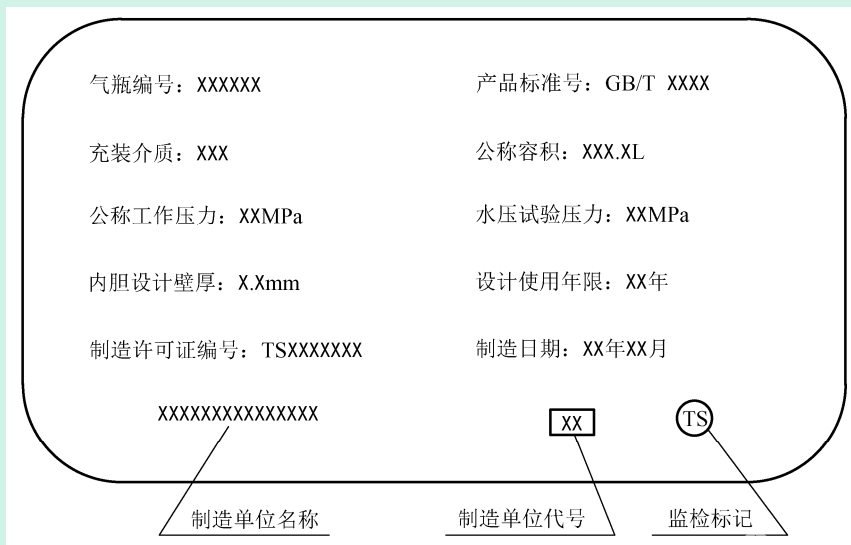 气瓶编号：XXXXXX 产品标准号：GB/T XXXX
充装介质：XXX 公称容积：XXX.XL
公称工作压力：XXMPa 水压试验压力：XXMPa
内胆设计壁厚：X.Xmm 设计使用年限：XX年
制造许可证编号：TSXXXXXXX 制造日期：XX年XX月
XXXXXXXXXXXXXXX XX TS
制造单位名称 制造单位代号 监检标记